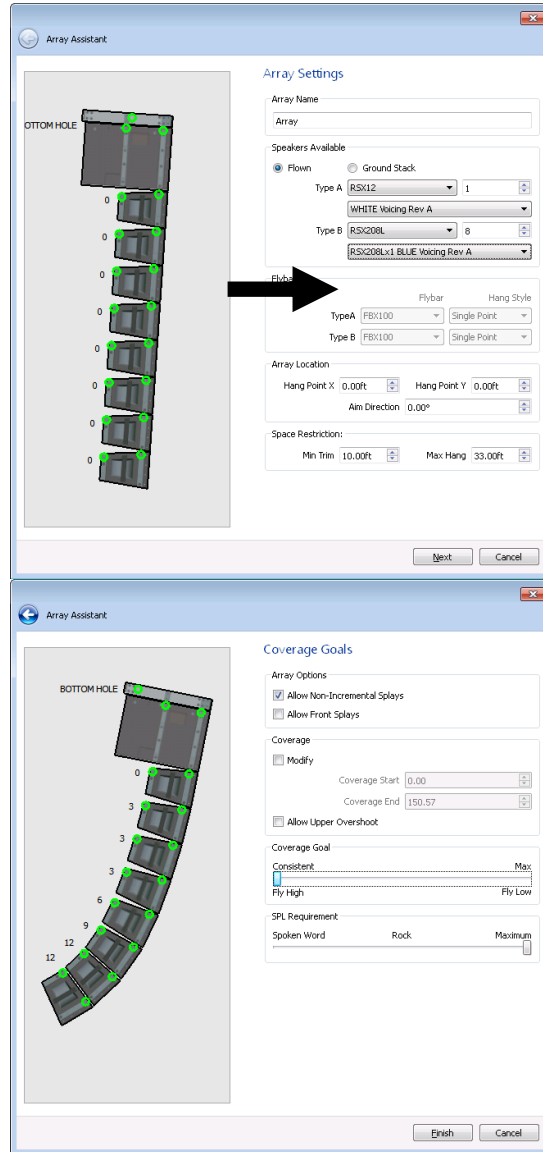 Array Assistant
Array Settings
Array Name
Array
OTTOM HOLE
Speakers Available
Flown Ground Stack
Type A RSX12 1
WHITE Voicing Rev A
Type B RSX208L 8
RSX208Lx1 BLUE Voicing Rev A
0
0
0
0
0
0
0
0
Flyba
Flybar Hang Style
TypeA FBX100 Single Point
Type B FBX100 Single Point
Array Location
Hang Point X 0.00ft Hang Point Y 0.00ft
Aim Direction 0.00°
Space Restriction:
Min Trim 10.00ft Max Hang 33.00ft
Next Cancel
Array Assistant
Coverage Goals
BOTTOM HOLE
0
3
3
3
6
9
12
12
Array Options
Allow Non-Incremental Splays
Allow Front Splays
Coverage
Modify
Coverage Start 0.00
Coverage End 150.57
Allow Upper Overshoot
Coverage Goal
Consistent Max
Fly High Fly Low
SPL Requirement
Spoken Word Rock Maximum
Finish Cancel